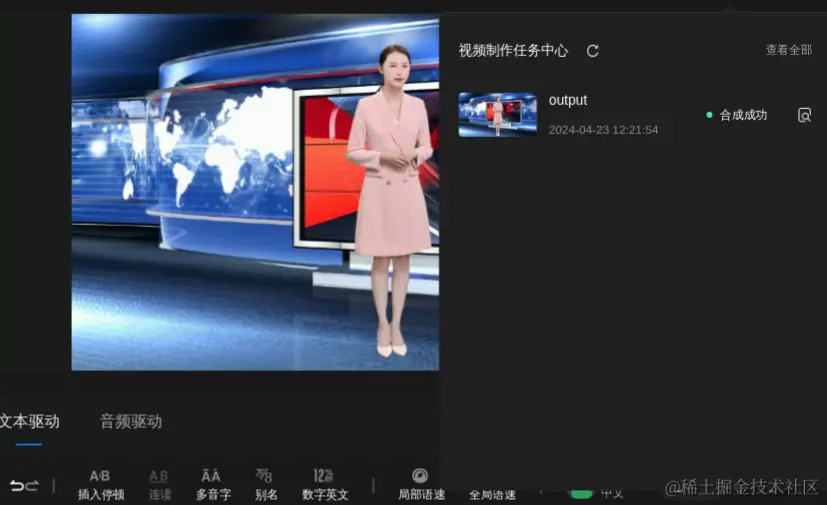 视频制作任务中心
查看全部
output
合成成功
2024-04-23 12:21:54
文本驱动
音频驱动
插入停顿
连读
多音字
别名
数字英文
局部语速
全局语速
中文
@稀土掘金技术社区